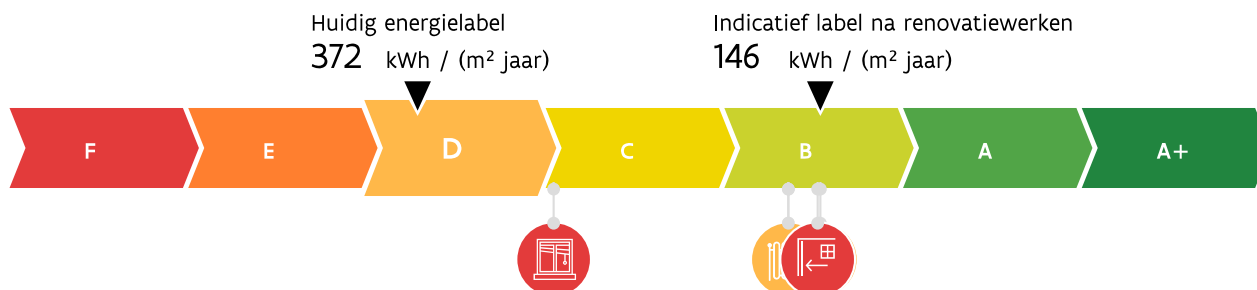 Huidig energielabel
372 kWh / (m² jaar)
Indicatief label na renovatiewerken
146 kWh / (m² jaar)
F E D C B A A+